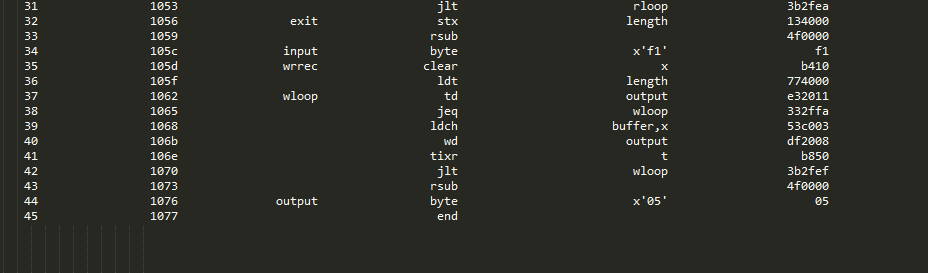 31 1053 jlt rloop 3b2fea
32 1056 exit stx length 134000
33 1059 rsub 4f0000
34 105c input byte x'f1' f1
35 105d wrrec clear x b410
36 105f ldt length 774000
37 1062 wloop td output e32011
38 1065 jeq wloop 332ffa
39 1068 ldch buffer,x 53c003
40 106b wd output df2008
41 106e tixr t b850
42 1070 jlt wloop 3b2fef
43 1073 rsub 4f0000
44 1076 output byte x'05' 05
45 1077 end